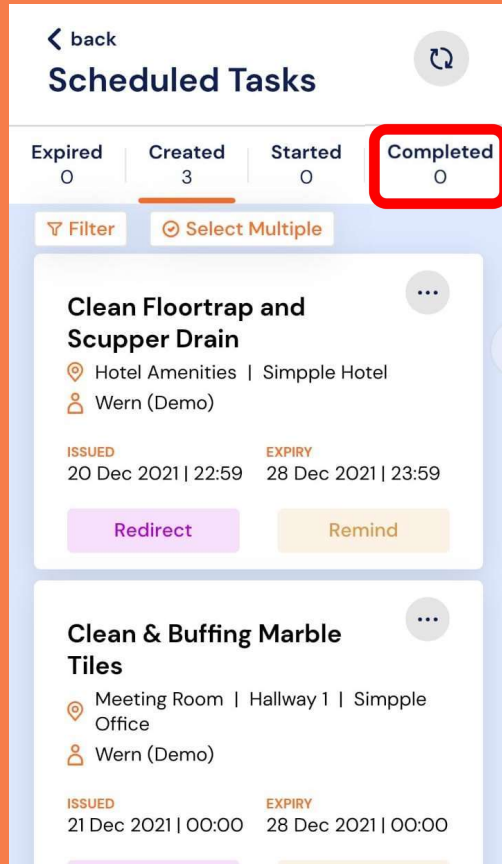 back
Scheduled Tasks
Expired Created Started Completed
0 3 0 0
Filter Select Multiple
Clean Floortrap and
Scupper Drain
Hotel Amenities | Simpple Hotel
Wern (Demo)
ISSUED EXPIRY
20 Dec 2021 | 22:59 28 Dec 2021 | 23:59
Redirect Remind
Clean & Buffing Marble
Tiles
Meeting Room | Hallway 1 | Simpple
Office
Wern (Demo)
ISSUED EXPIRY
21 Dec 2021 | 00:00 28 Dec 2021 | 00:00